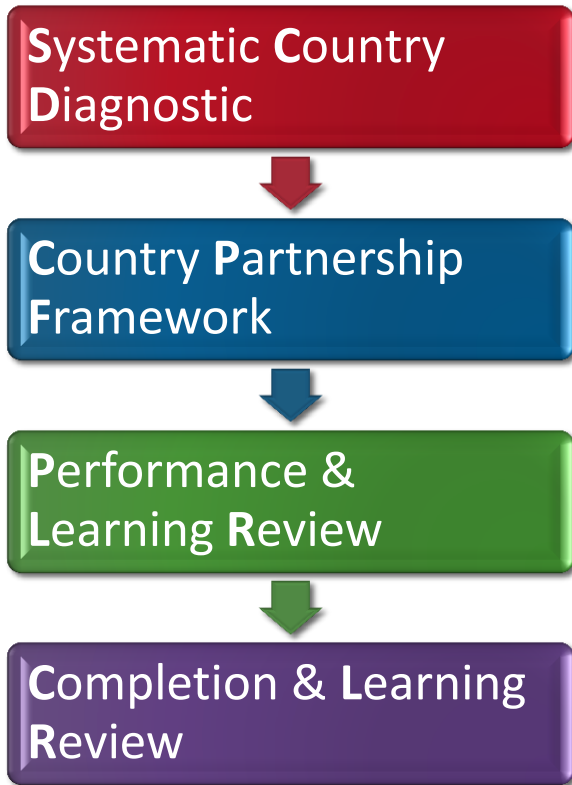 Systematic Country
Diagnostic
Country Partnership
Framework
Performance &
Learning Review
Completion & Learning
Review